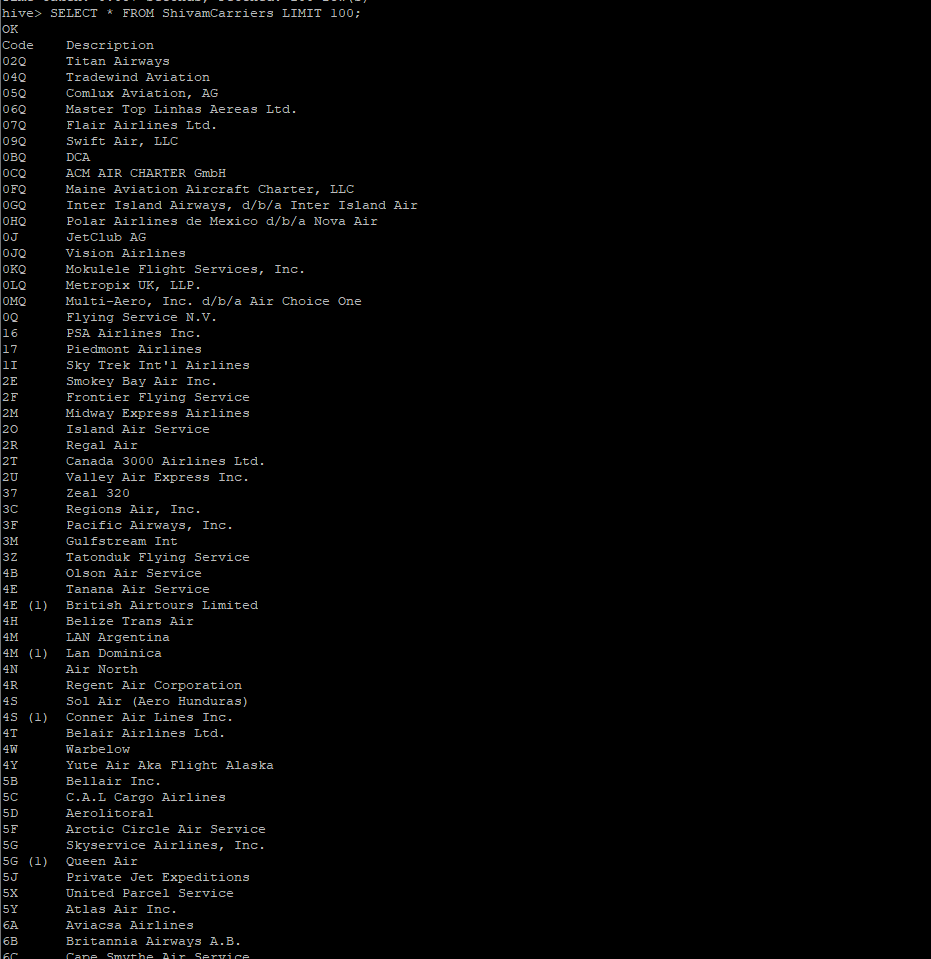 hive> SELECT * FROM ShivamCarriers LIMIT 100;
OK
Code Description
02Q Titan Airways
04Q Tradewind Aviation
05Q Comlux Aviation, AG
06Q Master Top Linhas Aereas Ltd.
07Q Flair Airlines Ltd.
09Q Swift Air, LLC
0BQ DCA
0CQ ACM AIR CHARTER GmbH
0FQ Maine Aviation Aircraft Charter, LLC
0GQ Inter Island Airways, d/b/a Inter Island Air
0HQ Polar Airlines de Mexico d/b/a Nova Air
0J JetClub AG
0JQ Vision Airlines
0KQ Mokulele Flight Services, Inc.
0LQ Metropix UK, LLP.
0MQ Multi-Aero, Inc. d/b/a Air Choice One
0Q Flying Service N.V.
16 PSA Airlines Inc.
17 Piedmont Airlines
1I Sky Trek Int'l Airlines
2E Smokey Bay Air Inc.
2F Frontier Flying Service
2M Midway Express Airlines
2O Island Air Service
2R Regal Air
2T Canada 3000 Airlines Ltd.
2U Valley Air Express Inc.
37 Zeal 320
3C Regions Air, Inc.
3F Pacific Airways, Inc.
3M Gulfstream Int
3Z Tatonduk Flying Service
4B Olson Air Service
4E Tanana Air Service
4E (1) British Airtours Limited
4H Belize Trans Air
4M LAN Argentina
4M (1) Lan Dominica
4N Air North
4R Regent Air Corporation
4S Sol Air (Aero Hunduras)
4S (1) Conner Air Lines Inc.
4T Belair Airlines Ltd.
4W Warbelow
4Y Yute Air Aka Flight Alaska
5B Bellair Inc.
5C C.A.L Cargo Airlines
5D Aerolitoral
5F Arctic Circle Air Service
5G Skyservice Airlines, Inc.
5G (1) Queen Air
5J Private Jet Expeditions
5X United Parcel Service
5Y Atlas Air Inc.
6A Aviacsa Airlines
6B Britannia Airways A.B.
6C Cape Smythe Air Service